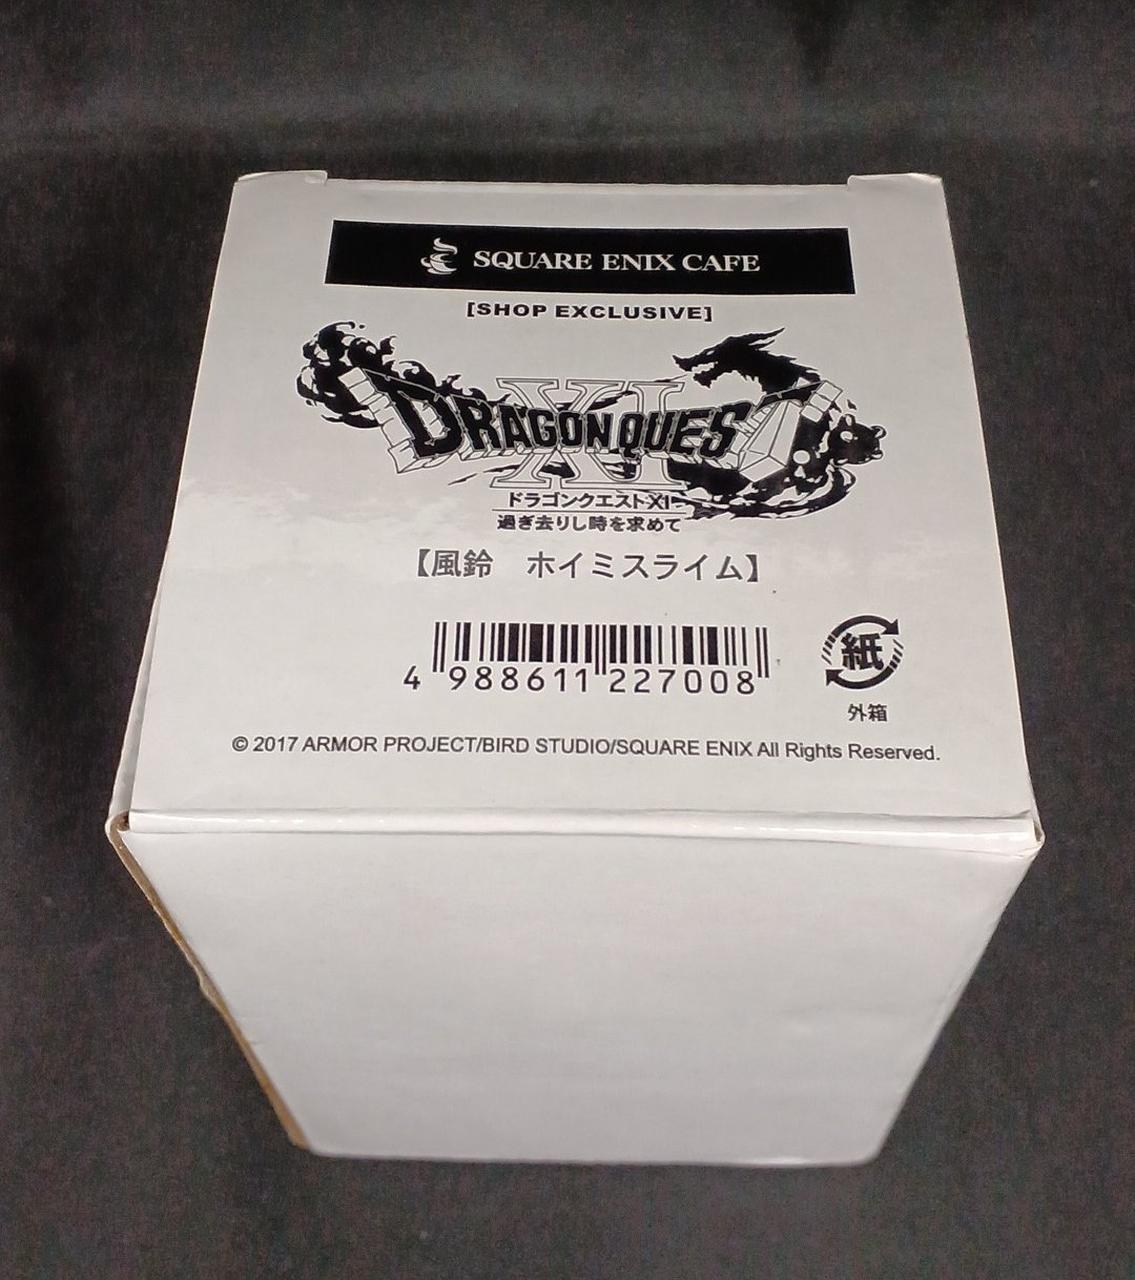 SQUARE ENIX CAFE
[SHOP EXCLUSIVE]
XI
DRAGON QUEST
ドラゴンクエストXI
過ぎ去りし時を求めて
【風鈴　ホイミスライム】
4 988611 227008
紙
外箱
© 2017 ARMOR PROJECT/BIRD STUDIO/SQUARE ENIX All Rights Reserved.